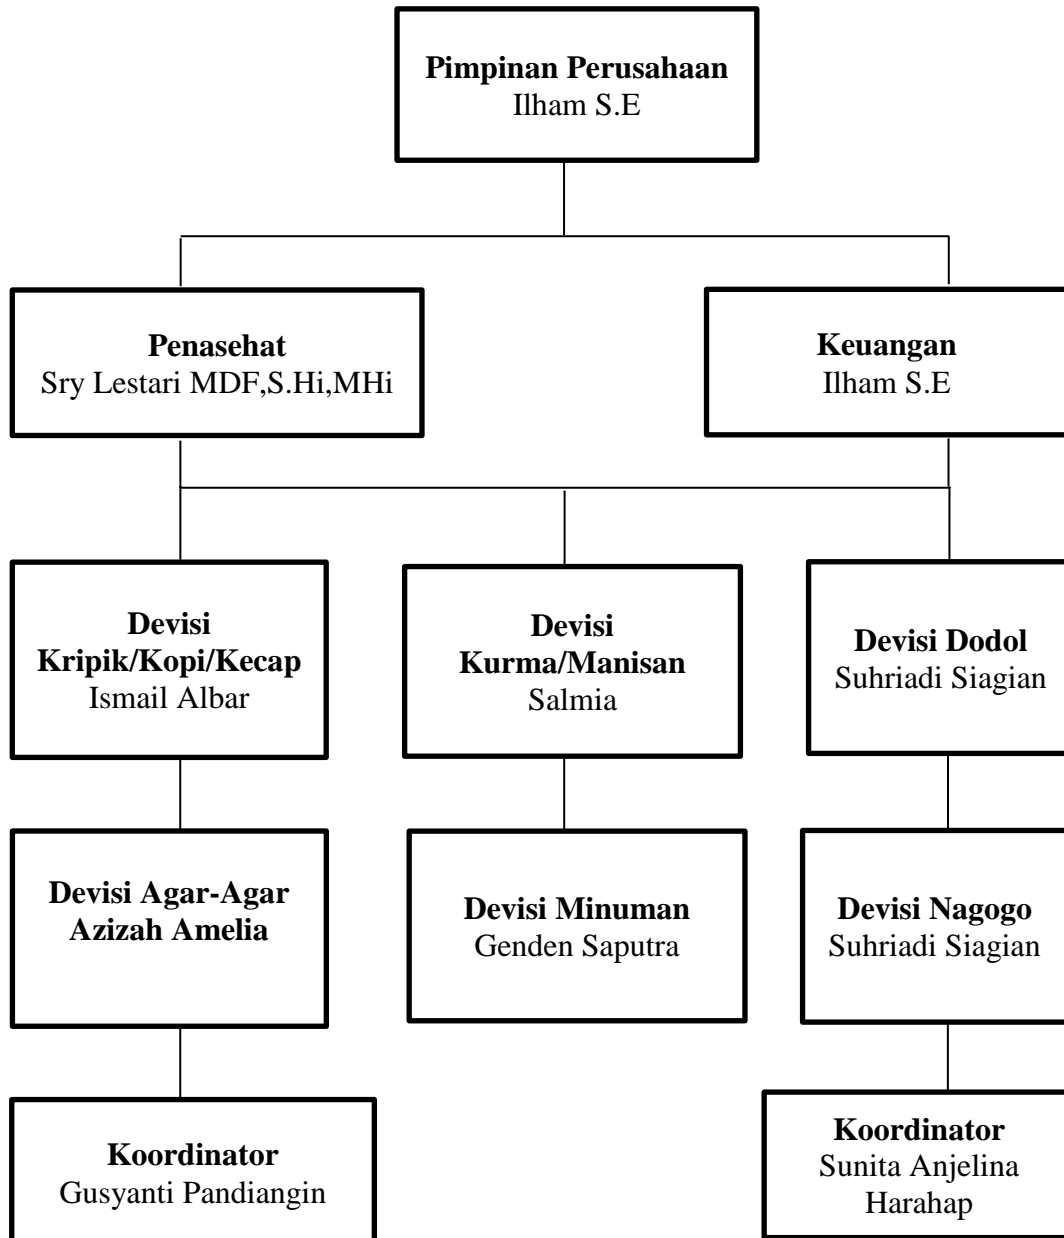 Pimpinan Perusahaan
Ilham S.E
Penasehat
Sry Lestari MDF,S.Hi,MHi
Keuangan
Ilham S.E
Devisi
Kripik/Kopi/Kecap
Ismail Albar
Devisi
Kurma/Manisan
Salmia
Devisi Dodol
Suhriadi Siagian
Devisi Agar-Agar
Azizah Amelia
Devisi Minuman
Genden Saputra
Devisi Nagogo
Suhriadi Siagian
Koordinator
Gusyanti Pandiangin
Koordinator
Sunita Anjelina
Harahap